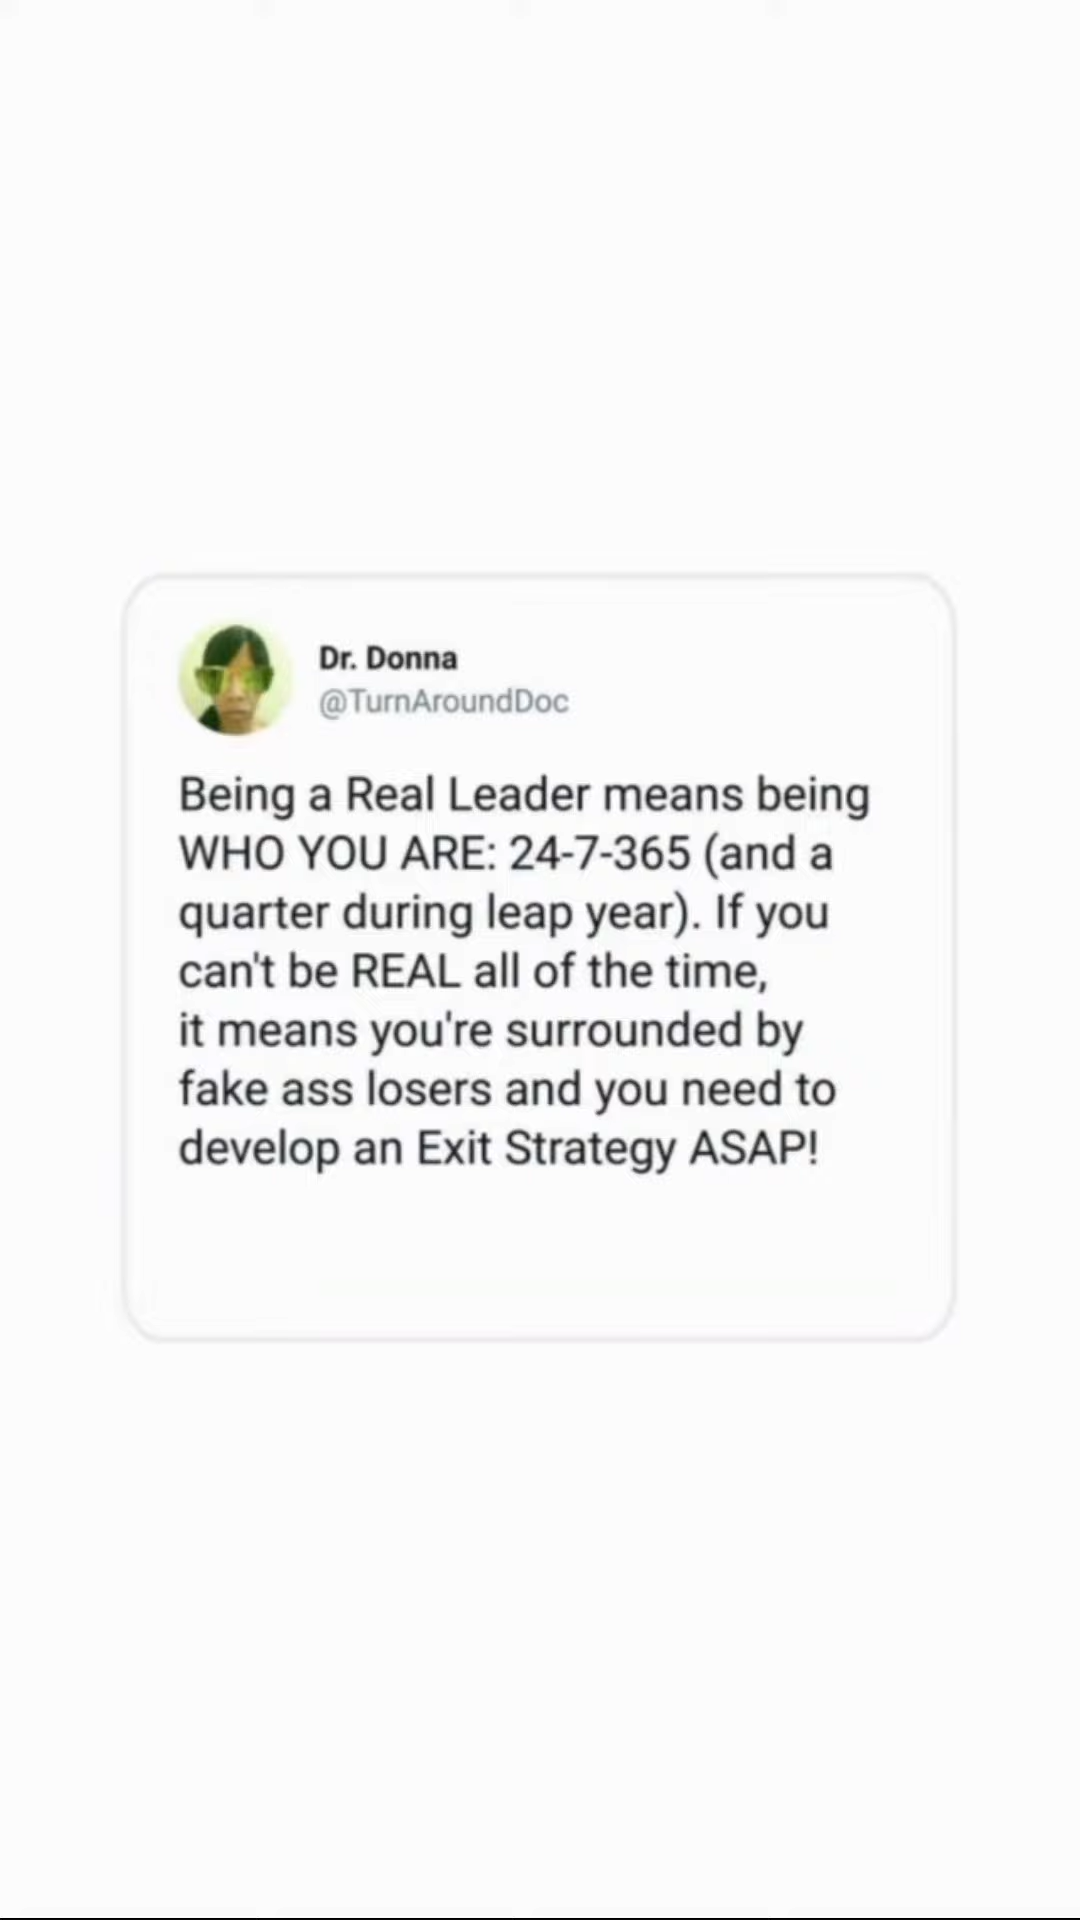 Dr. Donna
@TurnAroundDoc
Being a Real Leader means being
WHO YOU ARE: 24-7-365 (and a
quarter during leap year). If you
can't be REAL all of the time,
it means you're surrounded by
fake ass losers and you need to
develop an Exit Strategy ASAP!